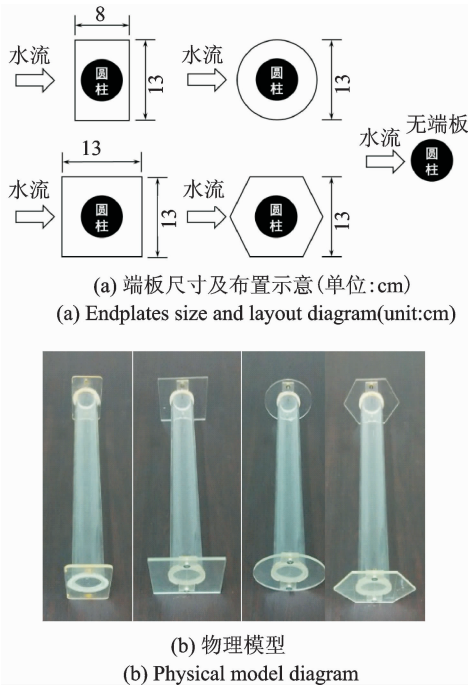 8
水流
圆柱
13
水流
圆柱
13
水流
无端板
圆柱
13
水流
圆柱
13
水流
圆柱
13
(a) 端板尺寸及布置示意(单位:cm)
(a) Endplates size and layout diagram(unit:cm)
(b) 物理模型
(b) Physical model diagram